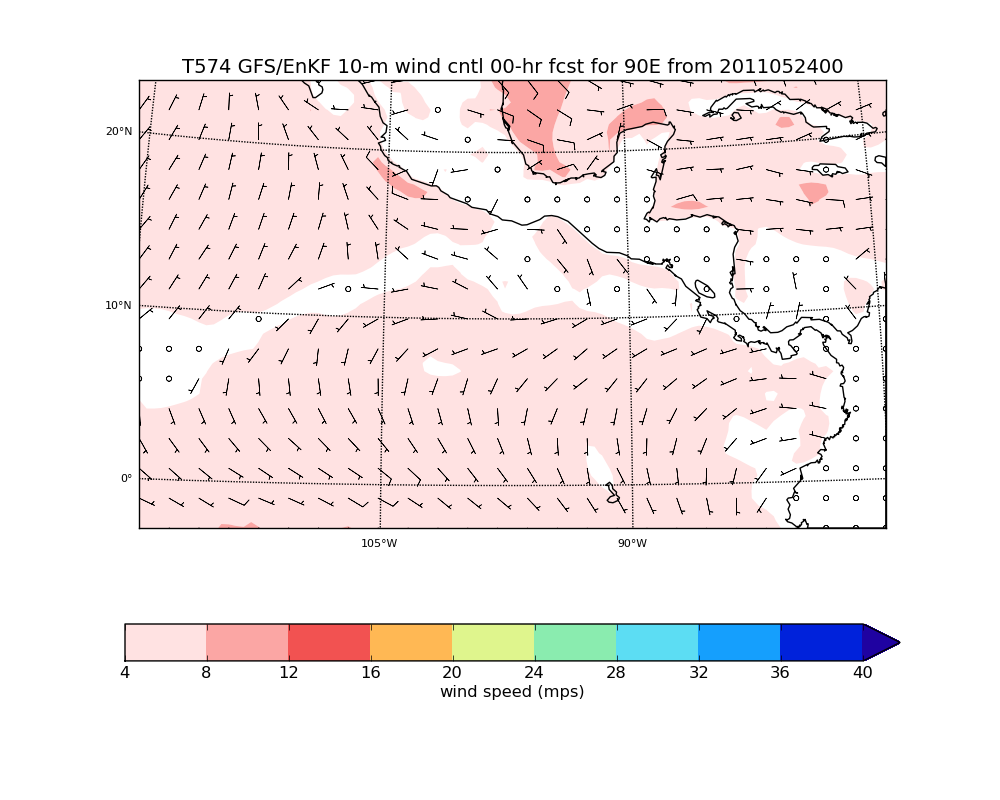 T574 GFS/EnKF 10-m wind cntl 00-hr fcst for 90E from 2011052400
20°N
10°N
0°
105°W 90°W
4 8 12 16 20 24 28 32 36 40
wind speed (mps)